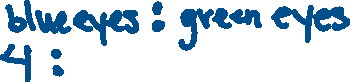 blue eyes : green eyes
4 :